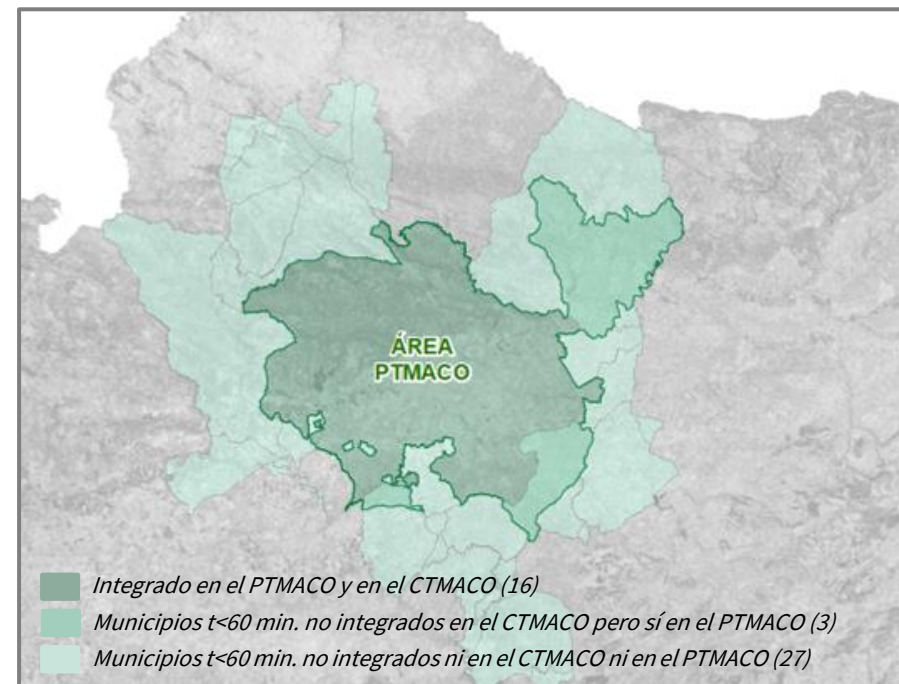 ÁREA
PTMACO
Integrado en el PTMACO y en el CTMACO (16)
Municipios t<60 min. no integrados en el CTMACO pero sí en el PTMACO (3)
Municipios t<60 min. no integrados ni en el CTMACO ni en el PTMACO (27)